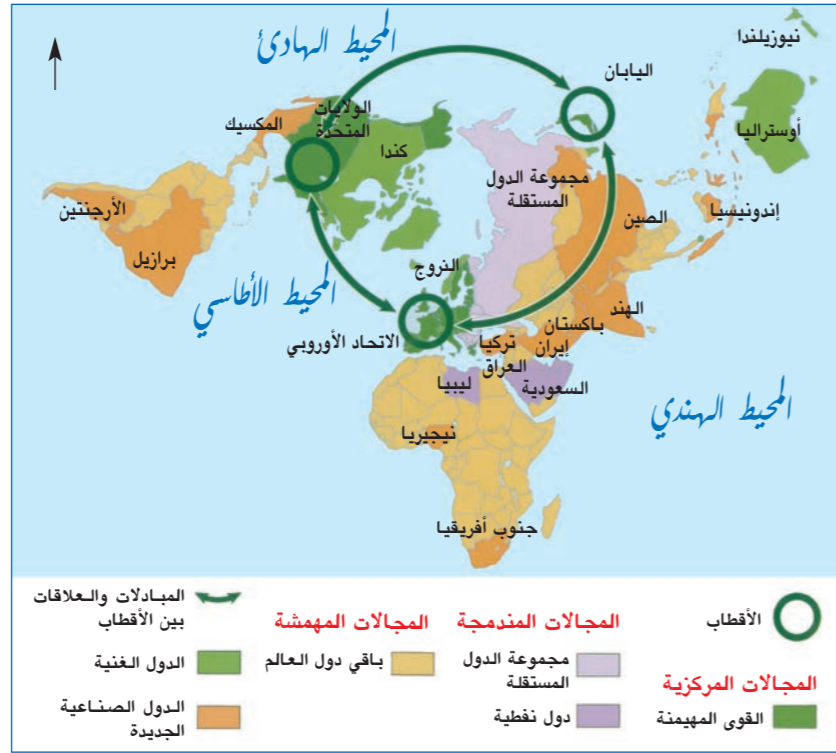 المحيط الهادئ
نيوزيلندا
اليابان
أوستراليا
الولايات
المتحدة
المكسيك
كندا
مجموعة الدول
المستقلة
الصين
إندونيسيا
الأرجنتين
برازيل
النروج
المحيط الأطلسي
الهند
باكستان
إيران
تركيا
العراق
الاتحاد الأوروبي
السعودية
ليبيا
المحيط الهندي
نيجيريا
جنوب أفريقيا
الأقطاب
المجالات المركزية
القوى المهيمنة
المجالات المندمجة
مجموعة الدول
المستقلة
دول نفطية
المجالات المهمشة
باقي دول العالم
المبادلات والعلاقات
بين الأقطاب
الدول الغنية
الدول الصناعية
الجديدة